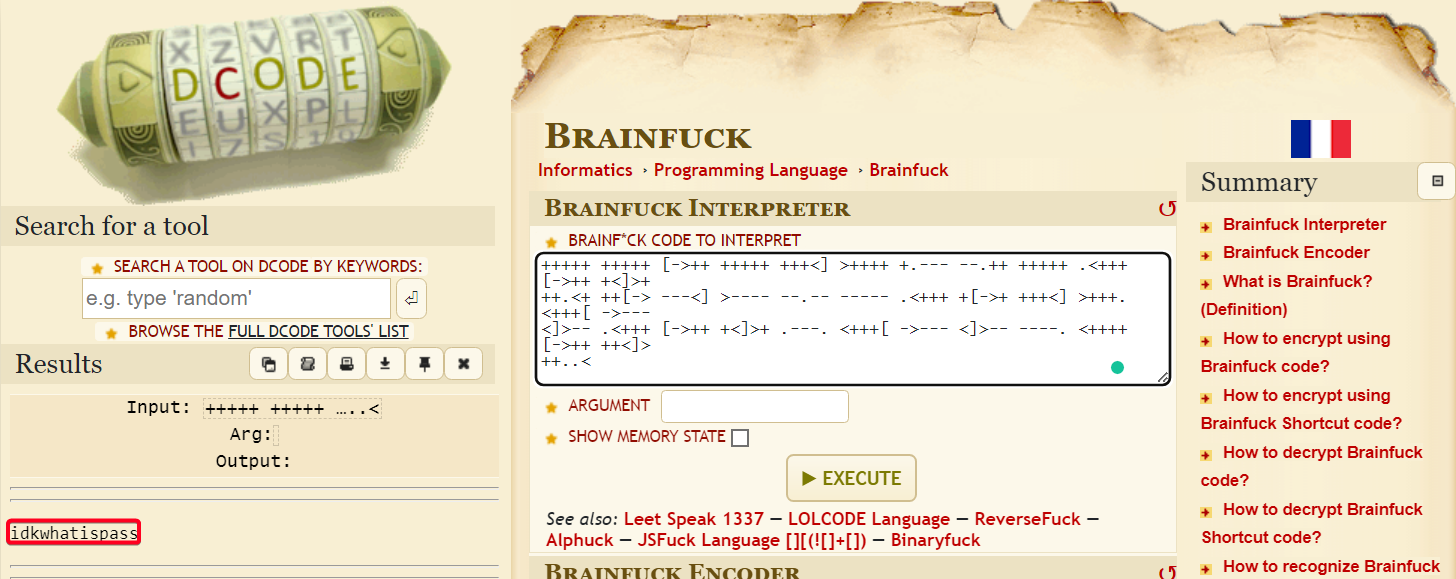 X Z V R T
DCODE
E U X P L
Search for a tool
SEARCH A TOOL ON DCODE BY KEYWORDS:
e.g. type 'random'
BROWSE THE FULL DCODE TOOLS' LIST
Results
Input: +++++ +++++ …..<
Arg:
Output:
idkwhatispass
BRAINFUCK
Informatics › Programming Language › Brainfuck
BRAINFUCK INTERPRETER
BRAINF*CK CODE TO INTERPRET
+++++ +++++ [->++ +++++ +++<] >++++ +.--- --.++ +++++ .<+++
[->++ +<]>+
++.<+ ++[-> ---<] >---- --.-- ----- .<+++ +[->+ +++<] >+++.
<+++[ ->---
<]>-- .<+++ [->++ +<]>+ .---. <+++[ ->--- <]>-- ----. <++++
[->++ ++<]>
++..<
ARGUMENT
SHOW MEMORY STATE
► EXECUTE
See also: Leet Speak 1337 — LOLCODE Language — ReverseFuck —
Alphuck — JSFuck Language [][(![]+[]) — Binaryfuck
BRAINFUCK ENCODER
Summary
Brainfuck Interpreter
Brainfuck Encoder
What is Brainfuck?
(Definition)
How to encrypt using
Brainfuck code?
How to encrypt using
Brainfuck Shortcut code?
How to decrypt Brainfuck
code?
How to decrypt Brainfuck
Shortcut code?
How to recognize Brainfuck